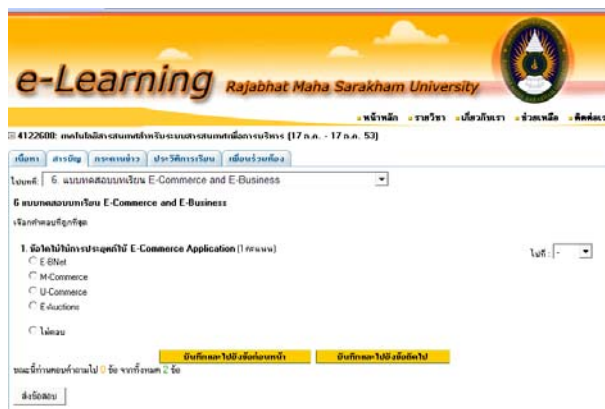 e-Learning Rajabhat Maha Sarakham University
หน้าหลัก รายวิชา เกี่ยวกับเรา ช่วยเหลือ ติดต่อเรา
4122608: เทคโนโลยีสารสนเทศสำหรับระบบสารสนเทศเพื่อการบริหาร (17 ก.ค. - 17 ก.ค. 53)
เนื้อหา สารบัญ กระดานข่าว ประวัติการเรียน เพื่อนร่วมห้อง
ไปบทที่: 6. แบบทดสอบบทเรียน E-Commerce and E-Business
6 แบบทดสอบบทเรียน E-Commerce and E-Business
เลือกคำตอบที่ถูกที่สุด
1. ข้อใดไม่ใช่การประยุกต์ใช้ E-Commerce Application (1 คะแนน) ไปที่ : -
E-BNet
M-Commerce
U-Commerce
E-Auctions
ไม่ตอบ
บันทึกและไปยังข้อก่อนหน้า บันทึกและไปยังข้อถัดไป
ขณะนี้ท่านตอบคำถามไป 0 ข้อ จากทั้งหมด 2 ข้อ
ส่งข้อสอบ